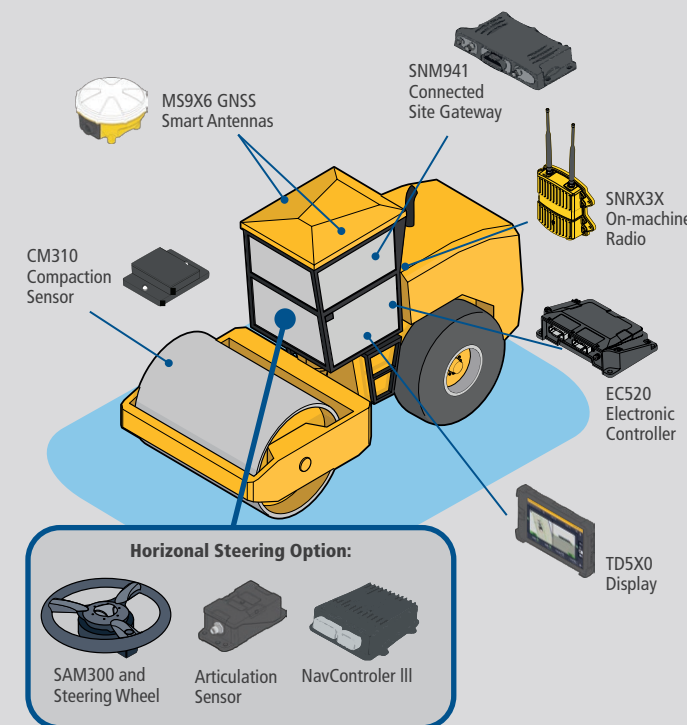 MS9X6 GNSS
Smart Antennas
SNM941
Connected
Site Gateway
SNRX3X
On-machine
Radio
CM310
Compaction
Sensor
EC520
Electronic
Controller
TD5X0
Display
Horizonal Steering Option:
SAM300 and
Steering Wheel
Articulation
Sensor
NavControler III